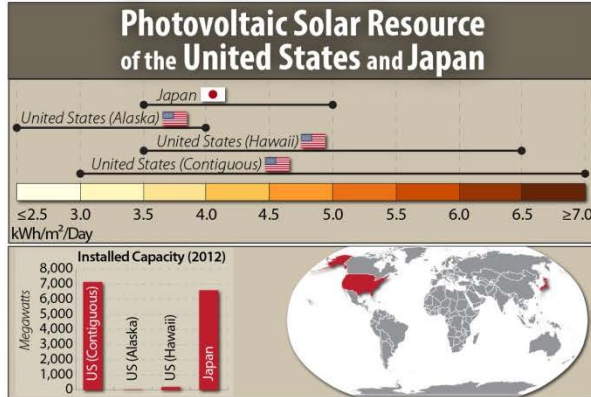 Photovoltaic Solar Resource
of the United States and Japan
Japan
United States (Alaska)
United States (Hawaii)
United States (Contiguous)
≤2.5 3.0 3.5 4.0 4.5 5.0 5.5 6.0 6.5 ≥7.0
kWh/m²/Day
Installed Capacity (2012)
Megawatts
8,000
7,000
6,000
5,000
4,000
3,000
2,000
1,000
0
US (Contiguous)
US (Alaska)
US (Hawaii)
Japan